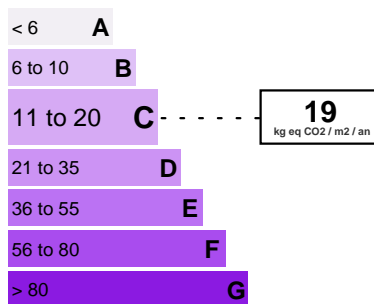 < 6 A
6 to 10 B
11 to 20 C
19
kg eq CO2 / m2 / an
21 to 35 D
36 to 55 E
56 to 80 F
> 80 G